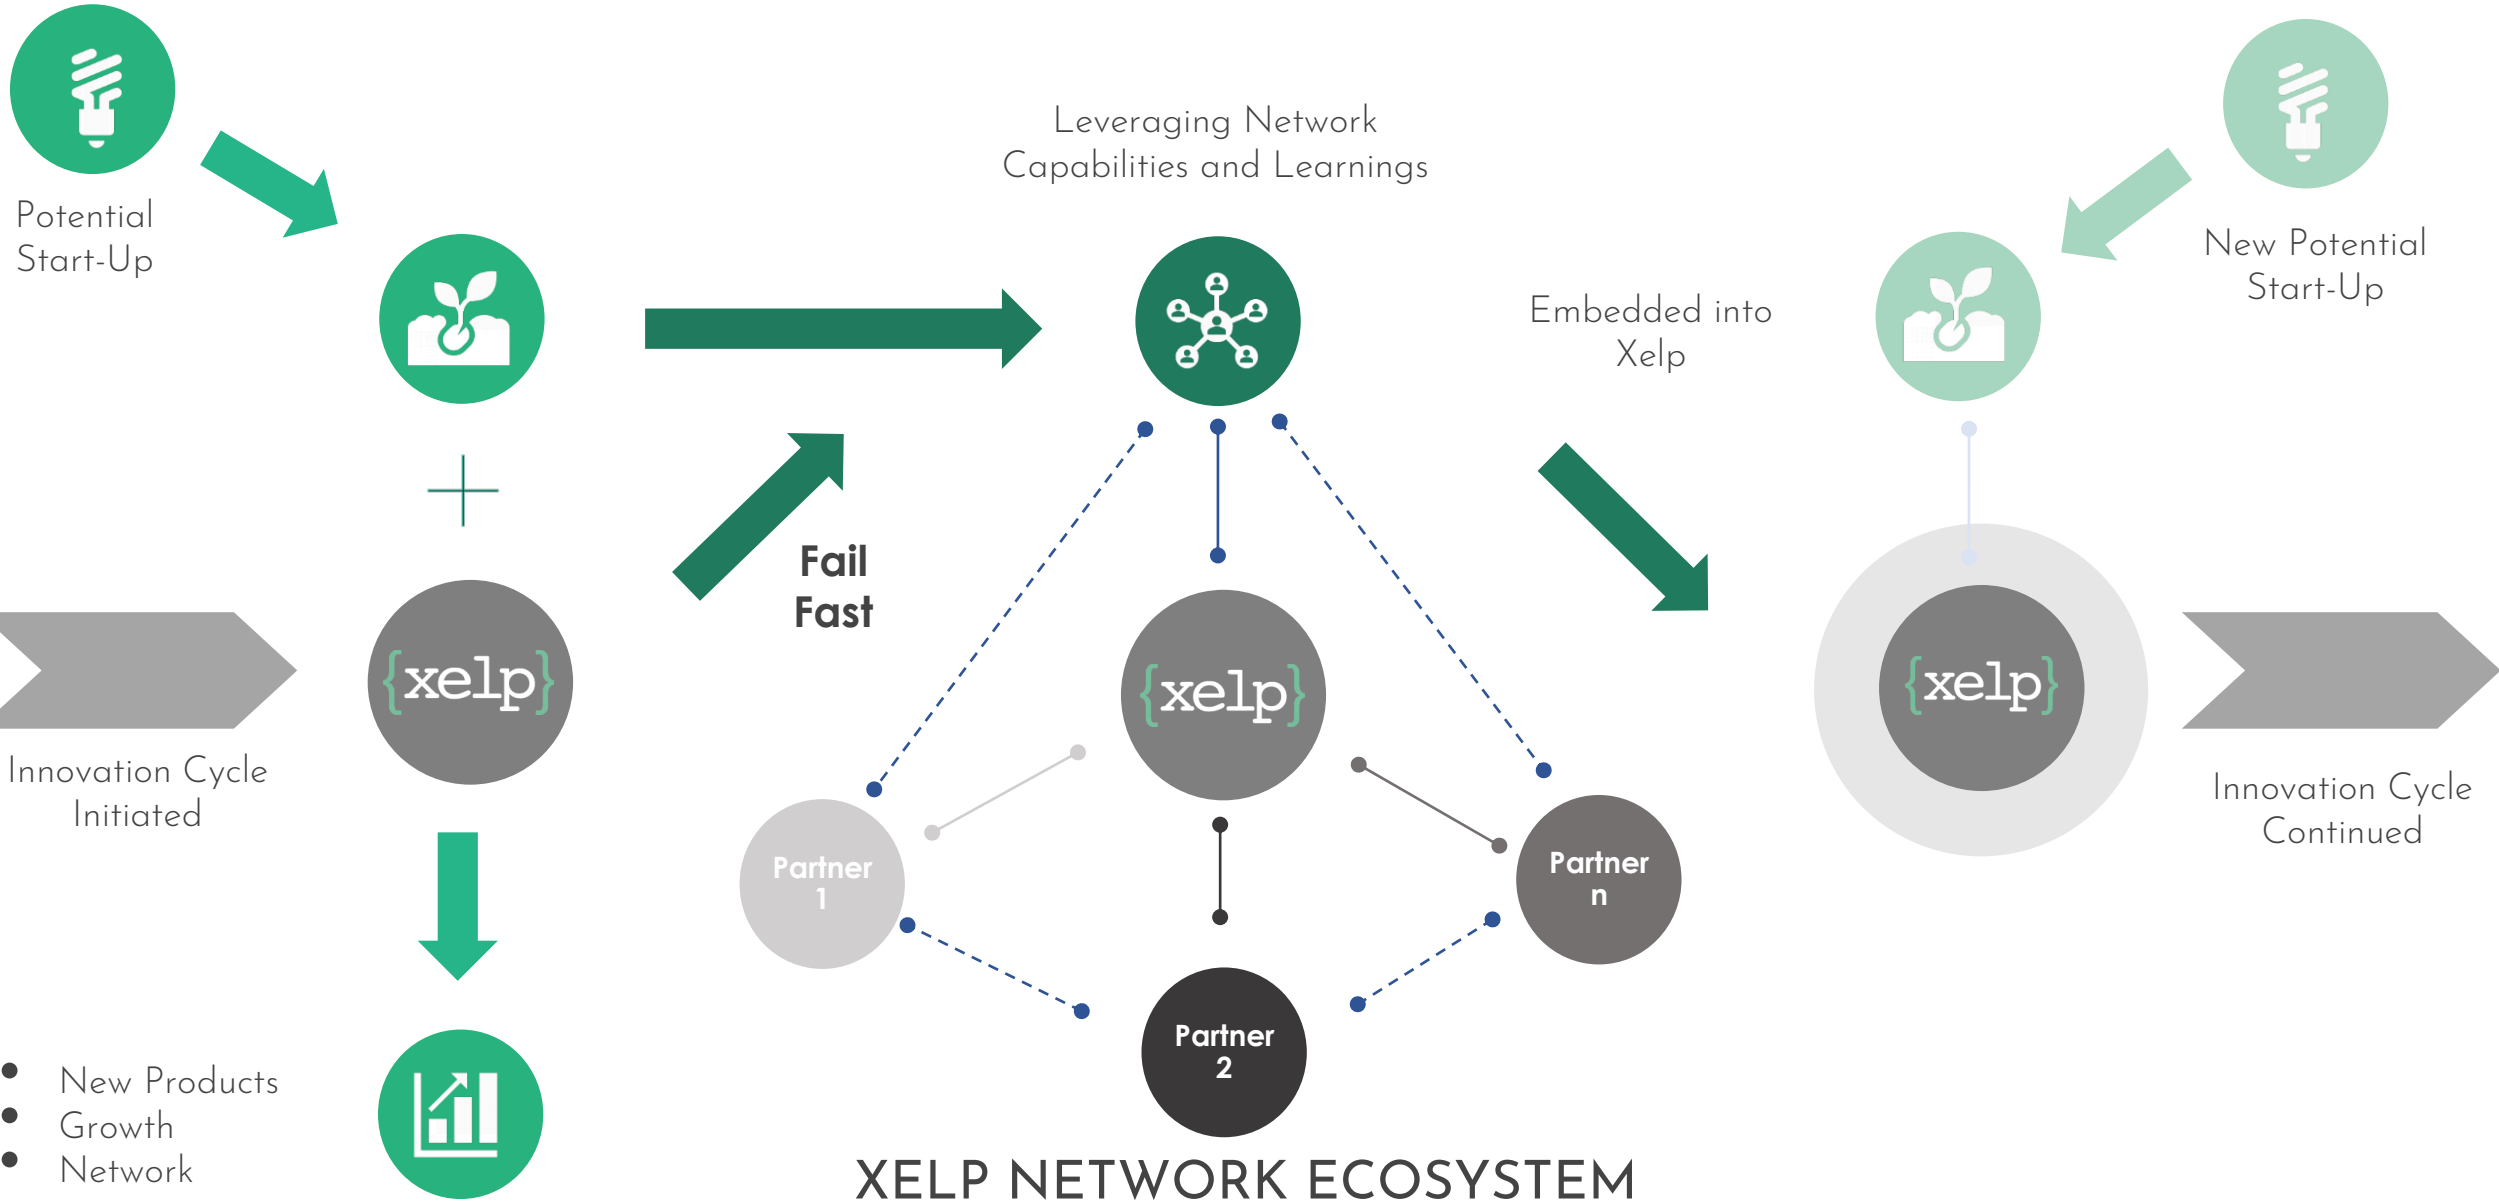 Potential
Start-Up
Leveraging Network
Capabilities and Learnings
New Potential
Start-Up
Embedded into
Xelp
Fail
Fast
{xelp}
{xelp}
{xelp}
Innovation Cycle
Initiated
Innovation Cycle
Continued
Partner
1
Partner
n
Partner
2
• New Products
• Growth
• Network
XELP NETWORK ECOSYSTEM